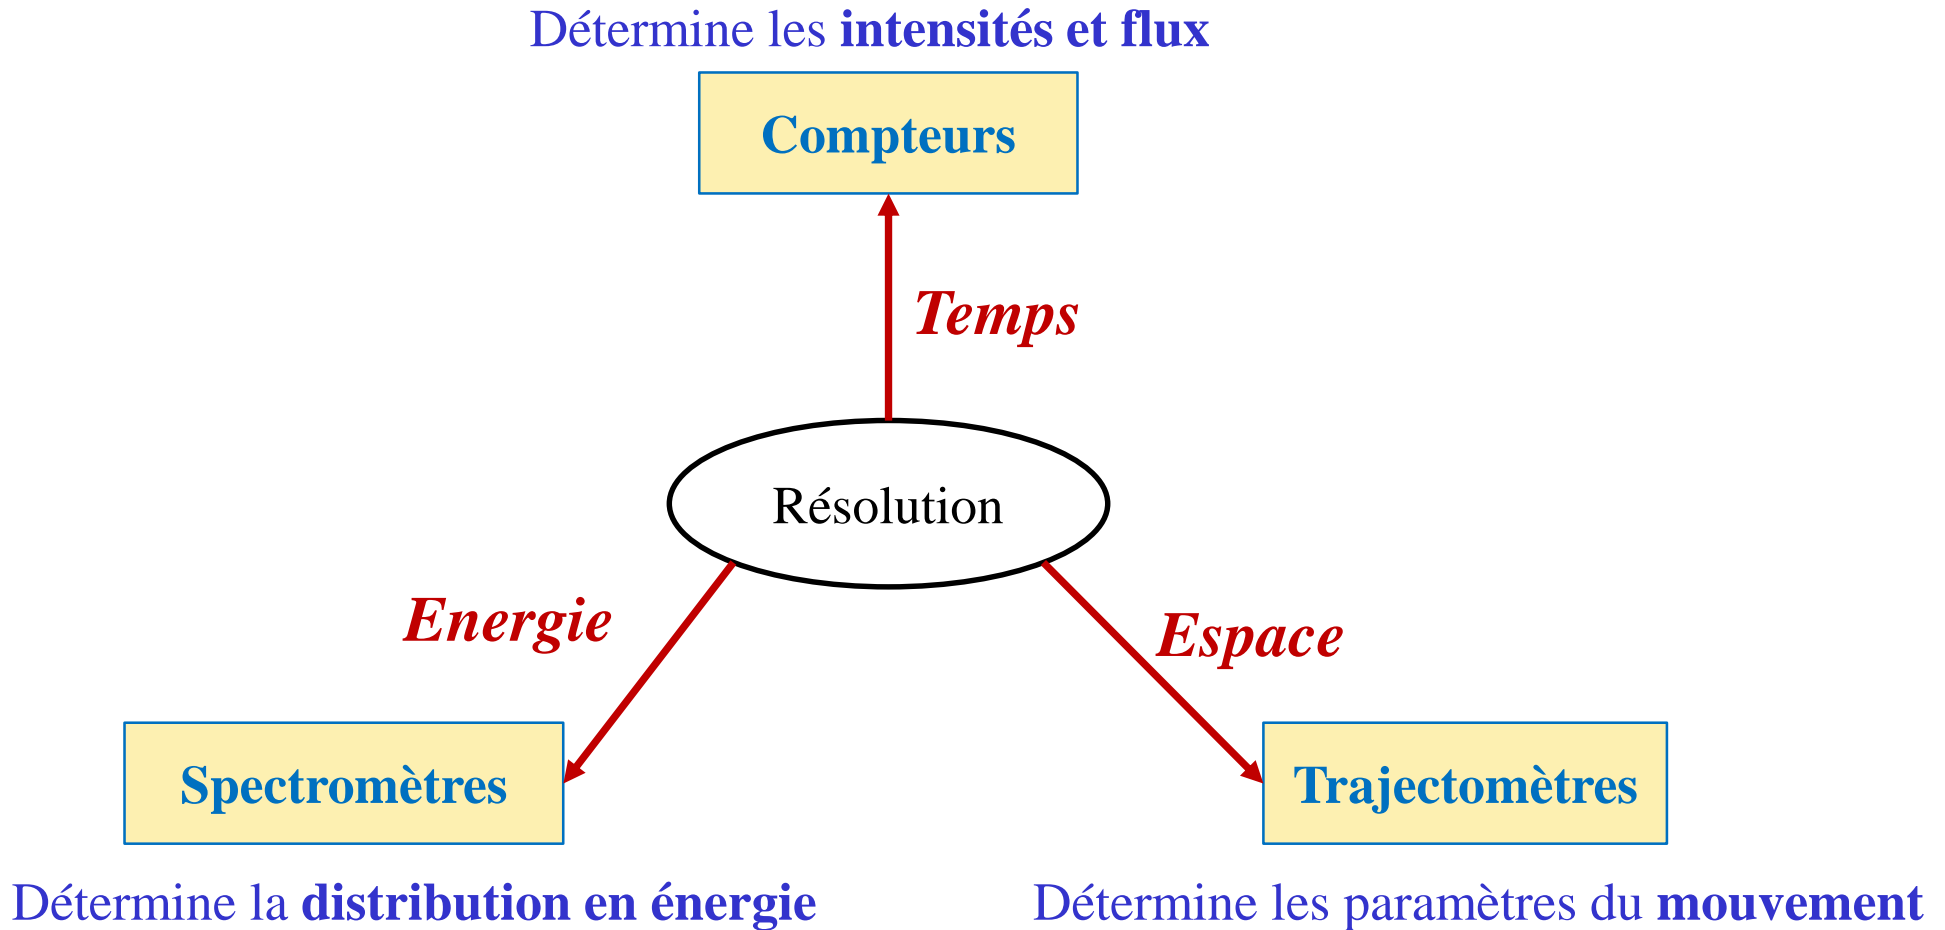 Détermine les intensités et flux
Compteurs
Temps
Résolution
Energie
Espace
Spectromètres
Trajectomètres
Détermine la distribution en énergie
Détermine les paramètres du mouvement